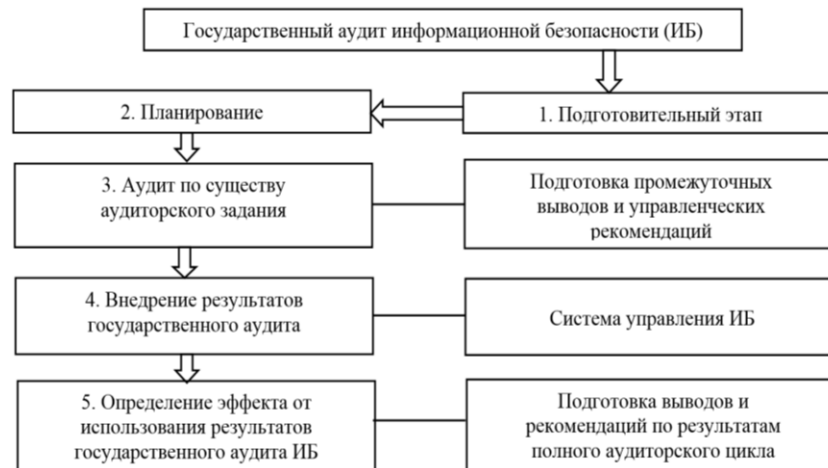 Государственный аудит информационной безопасности (ИБ)
2. Планирование
1. Подготовительный этап
3. Аудит по существу
аудиторского задания
Подготовка промежуточных
выводов и управленческих
рекомендаций
4. Внедрение результатов
государственного аудита
Система управления ИБ
5. Определение эффекта от
использования результатов
государственного аудита ИБ
Подготовка выводов и
рекомендаций по результатам
полного аудиторского цикла